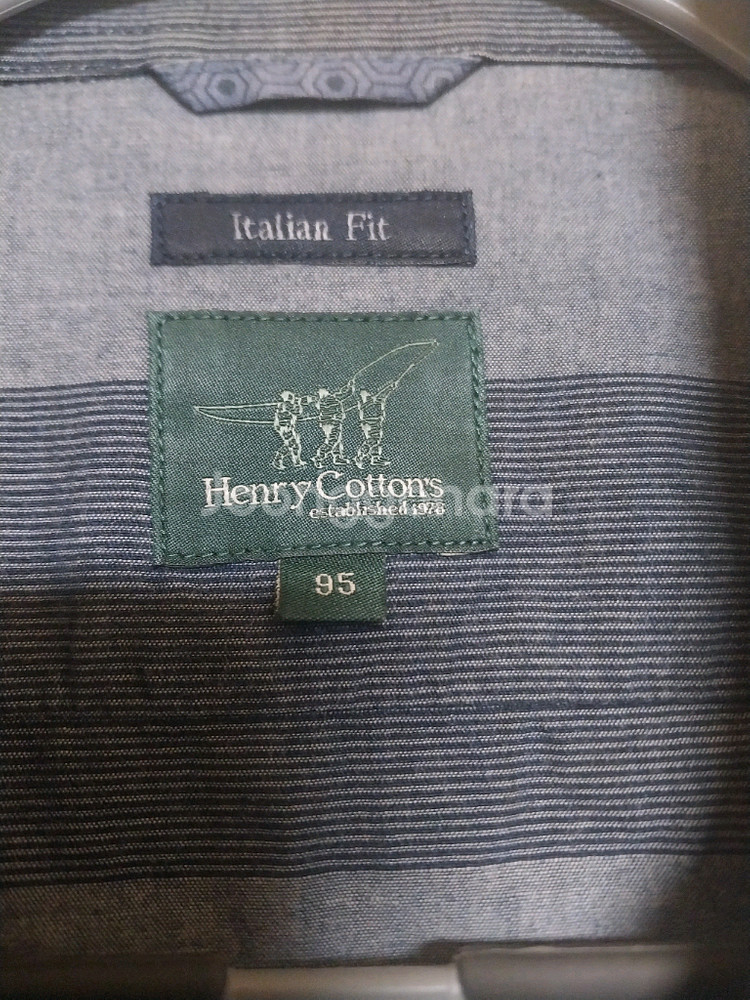 Italian Fit
Henry Cotton's
established 1978
95